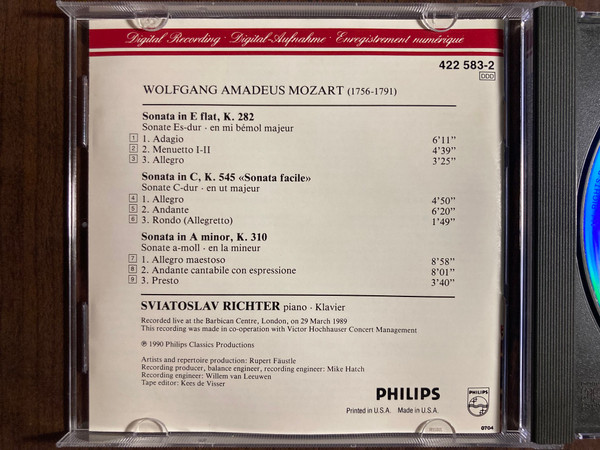 Digital Recording · Digital-Aufnahme · Enregistrement numérique
422 583-2
DDD
WOLFGANG AMADEUS MOZART (1756-1791)
Sonata in E flat, K. 282
Sonate Es-dur · en mi bémol majeur
1 1. Adagio 6'11"
2 2. Menuetto I-II 4'39"
3 3. Allegro 3'25"
Sonata in C, K. 545 «Sonata facile»
Sonate C-dur · en ut majeur
4 1. Allegro 4'50"
5 2. Andante 6'20"
6 3. Rondo (Allegretto) 1'49"
Sonata in A minor, K. 310
Sonate a-moll · en la mineur
7 1. Allegro maestoso 8'58"
8 2. Andante cantabile con espressione 8'01"
9 3. Presto 3'40"
SVIATOSLAV RICHTER piano · Klavier
Recorded live at the Barbican Centre, London, on 29 March 1989
This recording was made in co-operation with Victor Hochhauser Concert Management
℗ 1990 Philips Classics Productions
Artists and repertoire production: Rupert Fäustle
Recording producer, balance engineer, recording engineer: Mike Hatch
Recording engineer: Willem van Leeuwen
Tape editor: Kees de Visser
PHILIPS
PHILIPS
Printed in U.S.A. Made in U.S.A.
0704